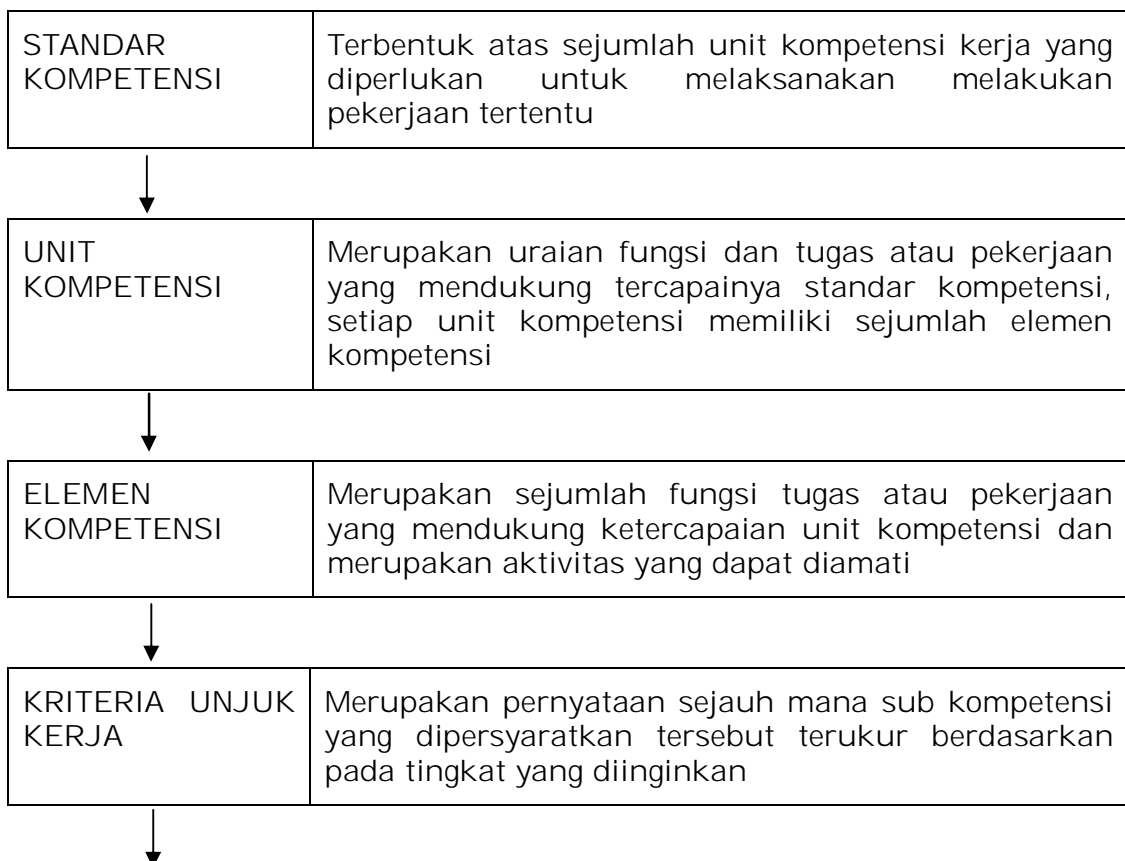 STANDAR
KOMPETENSI
Terbentuk atas sejumlah unit kompetensi kerja yang
diperlukan untuk melaksanakan melakukan
pekerjaan tertentu
UNIT
KOMPETENSI
Merupakan uraian fungsi dan tugas atau pekerjaan
yang mendukung tercapainya standar kompetensi,
setiap unit kompetensi memiliki sejumlah elemen
kompetensi
ELEMEN
KOMPETENSI
Merupakan sejumlah fungsi tugas atau pekerjaan
yang mendukung ketercapaian unit kompetensi dan
merupakan aktivitas yang dapat diamati
KRITERIA UNJUK
KERJA
Merupakan pernyataan sejauh mana sub kompetensi
yang dipersyaratkan tersebut terukur berdasarkan
pada tingkat yang diinginkan